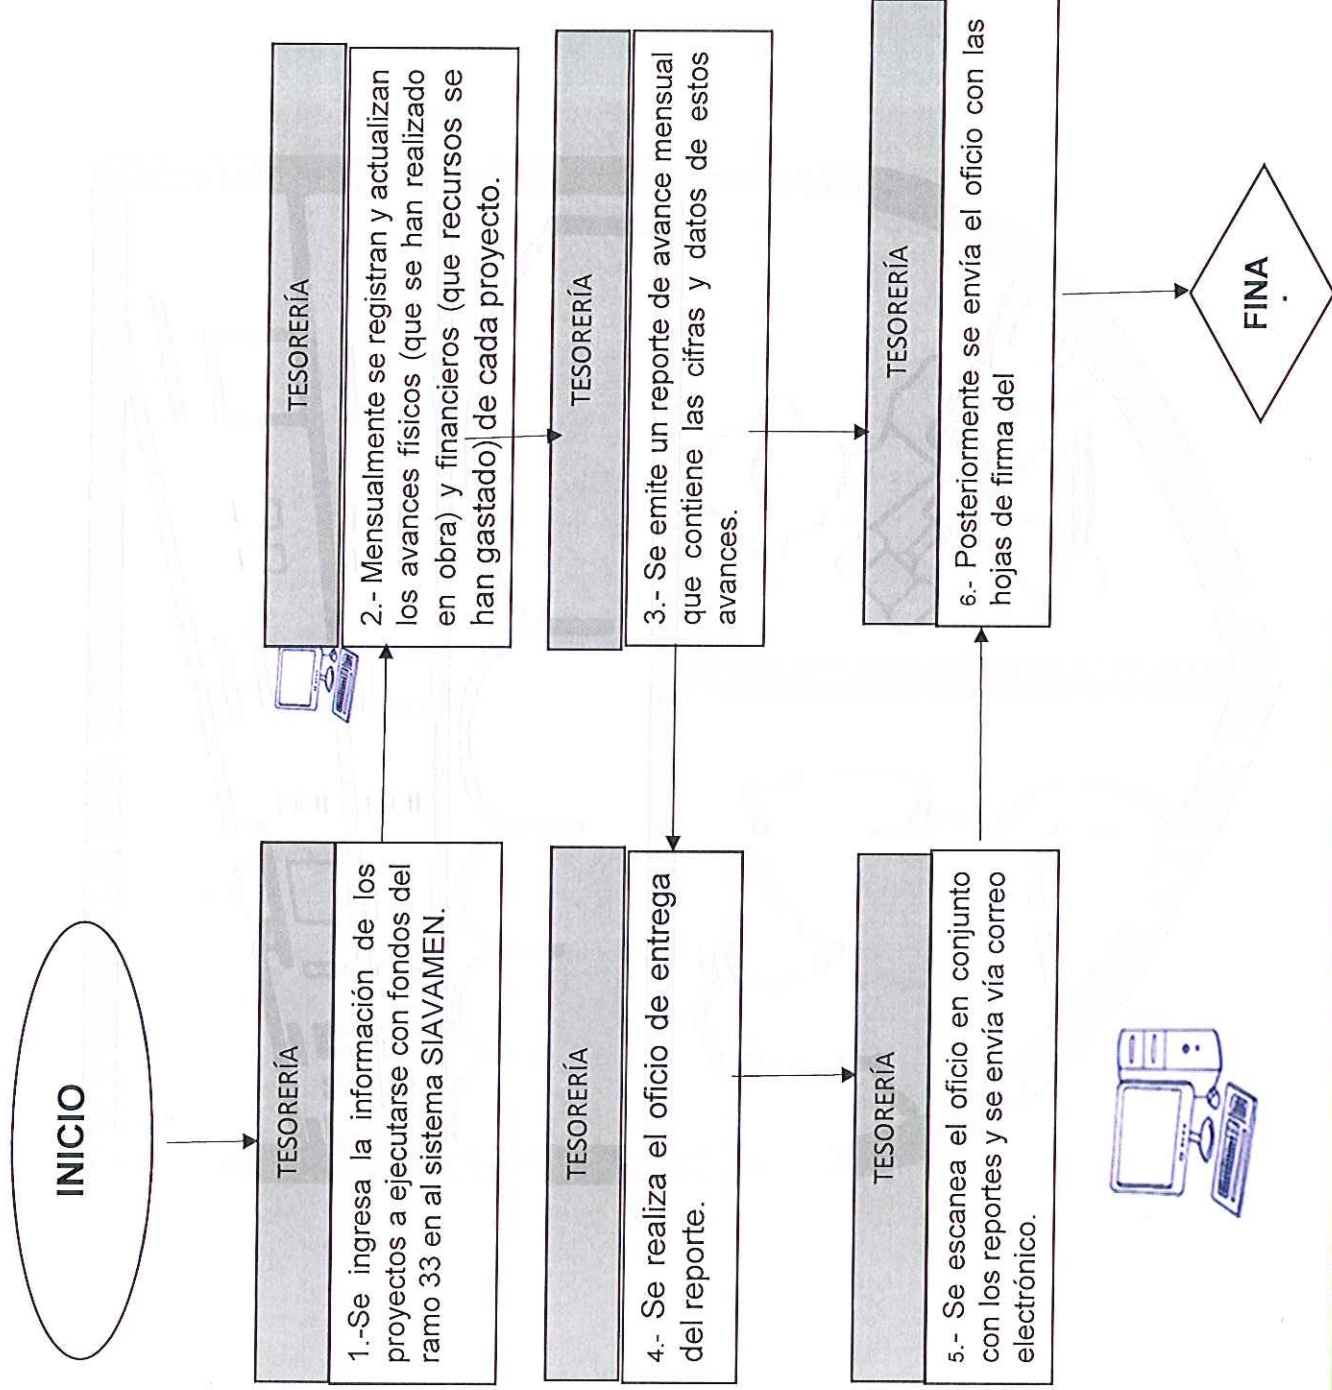 INICIO
TESORERÍA
1.-Se ingresa la información de los
proyectos a ejecutarse con fondos del
ramo 33 en al sistema SIAVAMEN.
TESORERÍA
2.- Mensualmente se registran y actualizan
los avances físicos (que se han realizado
en obra) y financieros (que recursos se
han gastado) de cada proyecto.
TESORERÍA
3.- Se emite un reporte de avance mensual
que contiene las cifras y datos de estos
avances.
TESORERÍA
4.- Se realiza el oficio de entrega
del reporte.
TESORERÍA
5.- Se escanea el oficio en conjunto
con los reportes y se envía vía correo
electrónico.
TESORERÍA
6.- Posteriormente se envía el oficio con las
hojas de firma del
FINA
.